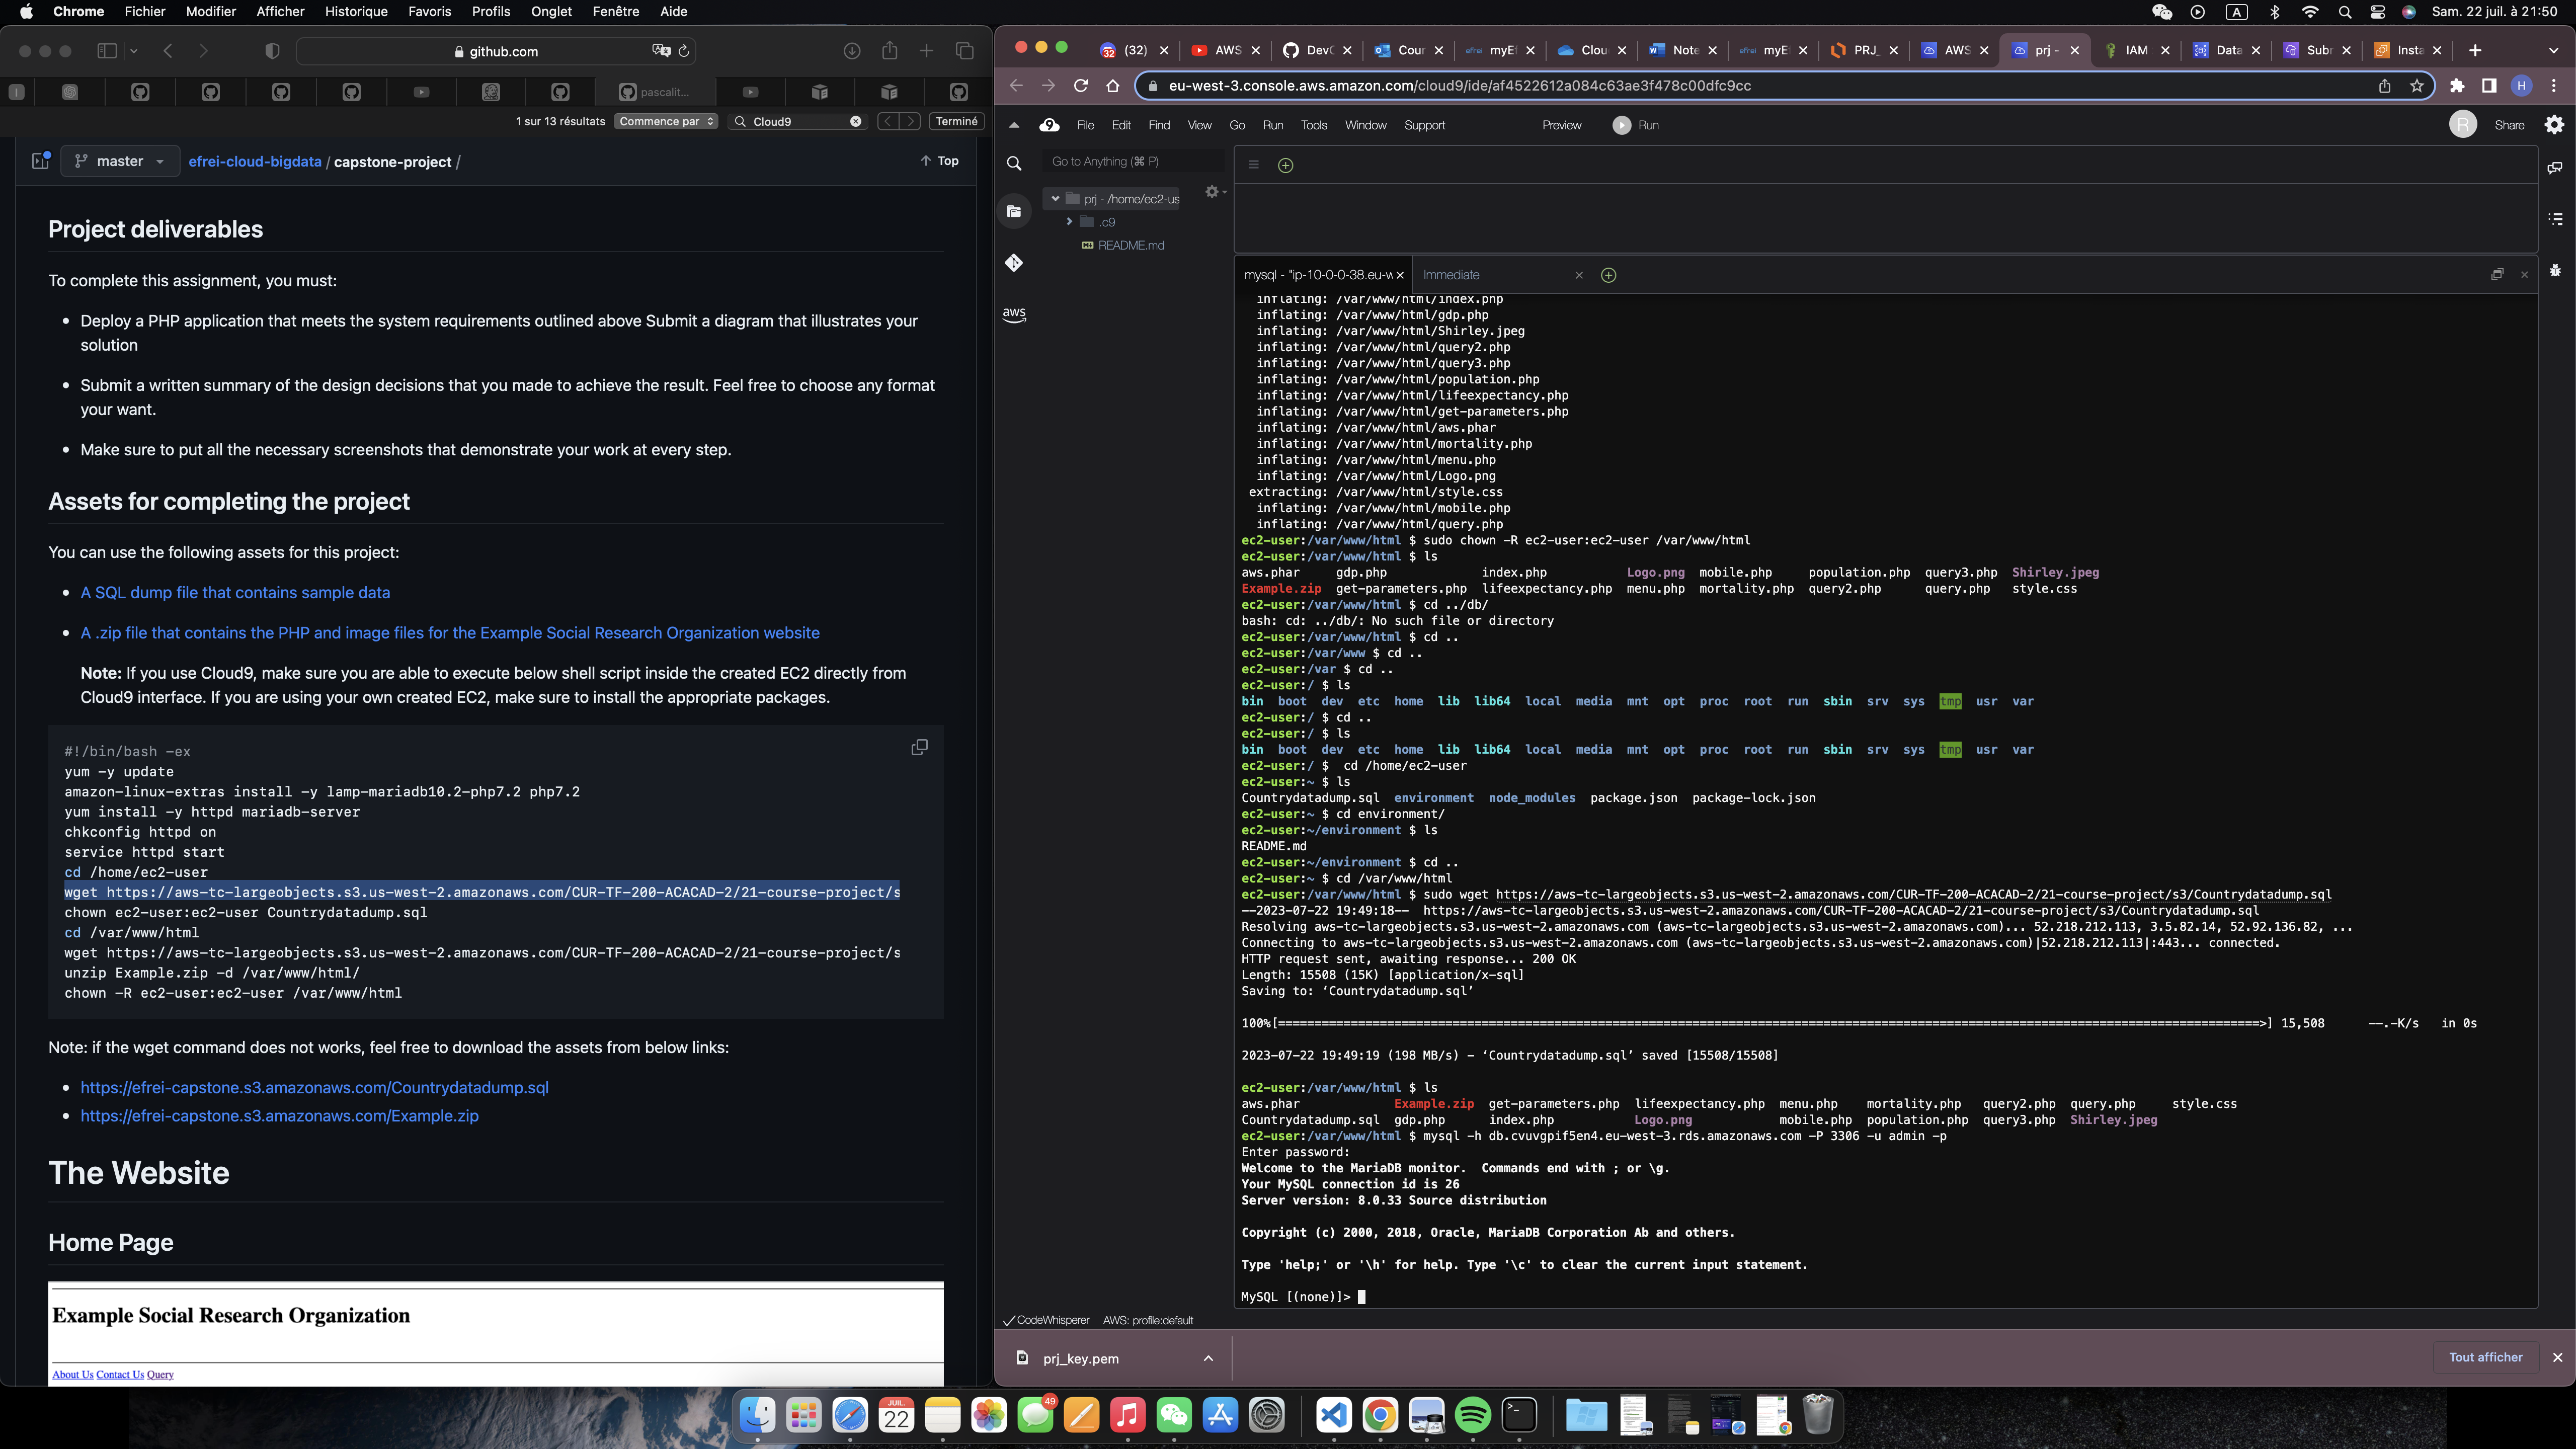 Chrome Fichier Modifier Afficher Historique Favoris Profils Onglet Fenêtre Aide
A Sam. 22 juil. à 21:50
github.com
pascalit...
1 sur 13 résultats Commence par Cloud9 Terminé
master efrei-cloud-bigdata / capstone-project / Top
Project deliverables
To complete this assignment, you must:
Deploy a PHP application that meets the system requirements outlined above Submit a diagram that illustrates your
solution
Submit a written summary of the design decisions that you made to achieve the result. Feel free to choose any format
your want.
Make sure to put all the necessary screenshots that demonstrate your work at every step.
Assets for completing the project
You can use the following assets for this project:
A SQL dump file that contains sample data
A .zip file that contains the PHP and image files for the Example Social Research Organization website
Note: If you use Cloud9, make sure you are able to execute below shell script inside the created EC2 directly from
Cloud9 interface. If you are using your own created EC2, make sure to install the appropriate packages.
#!/bin/bash -ex
yum -y update
amazon-linux-extras install -y lamp-mariadb10.2-php7.2 php7.2
yum install -y httpd mariadb-server
chkconfig httpd on
service httpd start
cd /home/ec2-user
wget https://aws-tc-largeobjects.s3.us-west-2.amazonaws.com/CUR-TF-200-ACACAD-2/21-course-project/s
chown ec2-user:ec2-user Countrydatadump.sql
cd /var/www/html
wget https://aws-tc-largeobjects.s3.us-west-2.amazonaws.com/CUR-TF-200-ACACAD-2/21-course-project/s
unzip Example.zip -d /var/www/html/
chown -R ec2-user:ec2-user /var/www/html
Note: if the wget command does not works, feel free to download the assets from below links:
https://efrei-capstone.s3.amazonaws.com/Countrydatadump.sql
https://efrei-capstone.s3.amazonaws.com/Example.zip
The Website
Home Page
Example Social Research Organization
About Us Contact Us Query
32 (32) AWS DevO Cour myEf Clou Note myEf PRJ_ AWS prj - IAM Data Subr Insta
eu-west-3.console.aws.amazon.com/cloud9/ide/af4522612a084c63ae3f478c00dfc9cc H
9 File Edit Find View Go Run Tools Window Support Preview Run R Share
Go to Anything (⌘ P)
prj - /home/ec2-us
.c9
README.md
aws
mysql - "ip-10-0-0-38.eu-w Immediate
inflating: /var/www/html/index.php
inflating: /var/www/html/gdp.php
inflating: /var/www/html/Shirley.jpeg
inflating: /var/www/html/query2.php
inflating: /var/www/html/query3.php
inflating: /var/www/html/population.php
inflating: /var/www/html/lifeexpectancy.php
inflating: /var/www/html/get-parameters.php
inflating: /var/www/html/aws.phar
inflating: /var/www/html/mortality.php
inflating: /var/www/html/menu.php
inflating: /var/www/html/Logo.png
extracting: /var/www/html/style.css
inflating: /var/www/html/mobile.php
inflating: /var/www/html/query.php
ec2-user:/var/www/html $ sudo chown -R ec2-user:ec2-user /var/www/html
ec2-user:/var/www/html $ ls
aws.phar gdp.php index.php Logo.png mobile.php population.php query3.php Shirley.jpeg
Example.zip get-parameters.php lifeexpectancy.php menu.php mortality.php query2.php query.php style.css
ec2-user:/var/www/html $ cd ../db/
bash: cd: ../db/: No such file or directory
ec2-user:/var/www/html $ cd ..
ec2-user:/var/www $ cd ..
ec2-user:/var $ cd ..
ec2-user:/ $ ls
bin boot dev etc home lib lib64 local media mnt opt proc root run sbin srv sys tmp usr var
ec2-user:/ $ cd ..
ec2-user:/ $ ls
bin boot dev etc home lib lib64 local media mnt opt proc root run sbin srv sys tmp usr var
ec2-user:/ $ cd /home/ec2-user
ec2-user:~ $ ls
Countrydatadump.sql environment node_modules package.json package-lock.json
ec2-user:~ $ cd environment/
ec2-user:~/environment $ ls
README.md
ec2-user:~/environment $ cd ..
ec2-user:~ $ cd /var/www/html
ec2-user:/var/www/html $ sudo wget https://aws-tc-largeobjects.s3.us-west-2.amazonaws.com/CUR-TF-200-ACACAD-2/21-course-project/s3/Countrydatadump.sql
--2023-07-22 19:49:18-- https://aws-tc-largeobjects.s3.us-west-2.amazonaws.com/CUR-TF-200-ACACAD-2/21-course-project/s3/Countrydatadump.sql
Resolving aws-tc-largeobjects.s3.us-west-2.amazonaws.com (aws-tc-largeobjects.s3.us-west-2.amazonaws.com)... 52.218.212.113, 3.5.82.14, 52.92.136.82, ...
Connecting to aws-tc-largeobjects.s3.us-west-2.amazonaws.com (aws-tc-largeobjects.s3.us-west-2.amazonaws.com)|52.218.212.113|:443... connected.
HTTP request sent, awaiting response... 200 OK
Length: 15508 (15K) [application/x-sql]
Saving to: ‘Countrydatadump.sql’
100%[======================================>] 15,508 --.-K/s in 0s
2023-07-22 19:49:19 (198 MB/s) - ‘Countrydatadump.sql’ saved [15508/15508]
ec2-user:/var/www/html $ ls
aws.phar Example.zip get-parameters.php lifeexpectancy.php menu.php mortality.php query2.php query.php style.css
Countrydatadump.sql gdp.php index.php Logo.png mobile.php population.php query3.php Shirley.jpeg
ec2-user:/var/www/html $ mysql -h db.cvuvgpif5en4.eu-west-3.rds.amazonaws.com -P 3306 -u admin -p
Enter password:
Welcome to the MariaDB monitor. Commands end with ; or \g.
Your MySQL connection id is 26
Server version: 8.0.33 Source distribution
Copyright (c) 2000, 2018, Oracle, MariaDB Corporation Ab and others.
Type 'help;' or '\h' for help. Type '\c' to clear the current input statement.
MySQL [(none)]>
CodeWhisperer AWS: profile:default
prj_key.pem Tout afficher
JUIL.
22
49